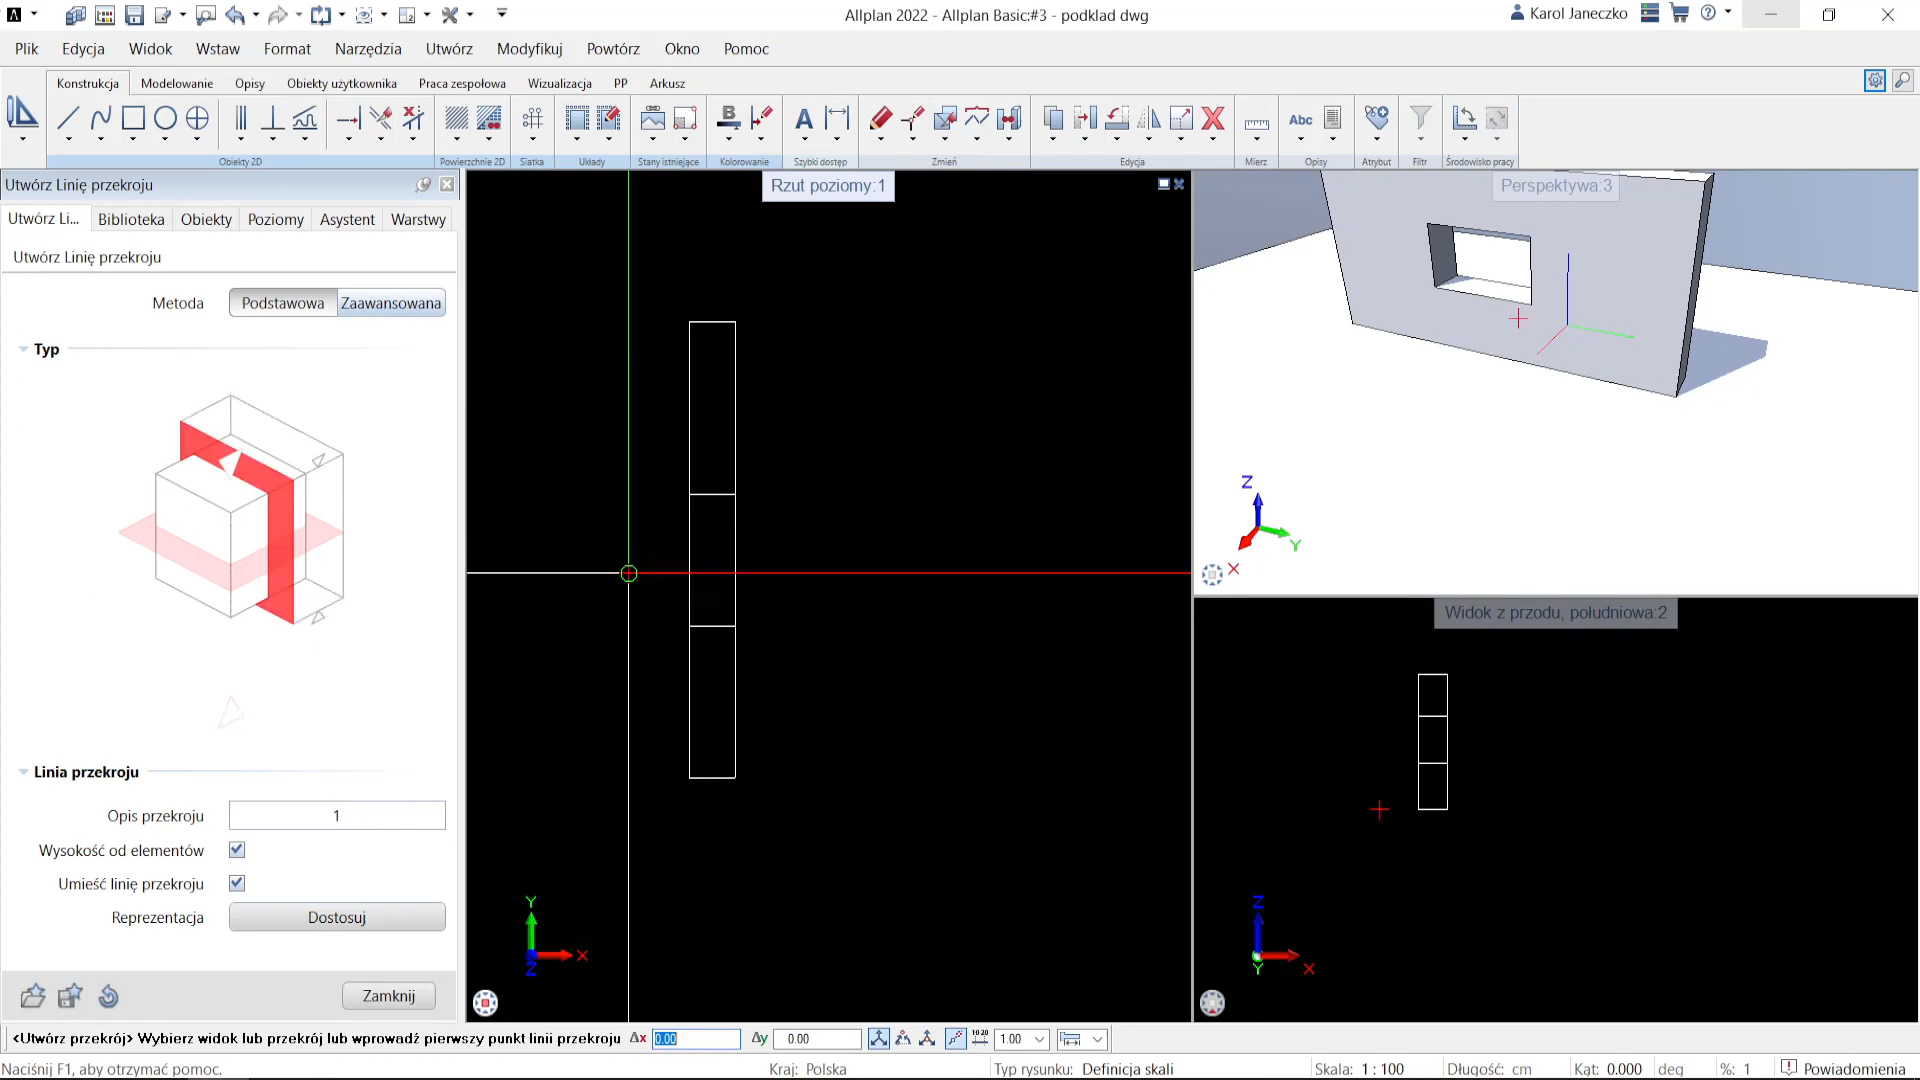 Allplan 2022 - Allplan Basic:#3 - podklad dwg
Karol Janeczko
Plik Edycja Widok Wstaw Format Narzędzia Utwórz Modyfikuj Powtórz Okno Pomoc
Konstrukcja Modelowanie Opisy Obiekty użytkownika Praca zespołowa Wizualizacja PP Arkusz
Abc
Obiekty 2D Powierzchnie 2D Siatka Układy Stany istniejące Kolorowanie Szybki dostęp Zmień Edycja Mierz Opisy Atrybut Filtr Środowisko pracy
Utwórz Linię przekroju
Utwórz Li... Biblioteka Obiekty Poziomy Asystent Warstwy
Utwórz Linię przekroju
Metoda Podstawowa Zaawansowana
Typ
Linia przekroju
Opis przekroju 1
Wysokość od elementów
Umieść linię przekroju
Reprezentacja Dostosuj
Zamknij
Rzut poziomy:1
Y
X
Z
Perspektywa:3
Z
Y
X
Widok z przodu, południowa:2
Z
Y
X
<Utwórz przekrój> Wybierz widok lub przekrój lub wprowadź pierwszy punkt linii przekroju Δx 0.00 Δy 0.00 10 20 1.00
Naciśnij F1, aby otrzymać pomoc. Kraj: Polska Typ rysunku: Definicja skali Skala: 1 : 100 Długość: cm Kąt: 0.000 deg %: 1 Powiadomienia